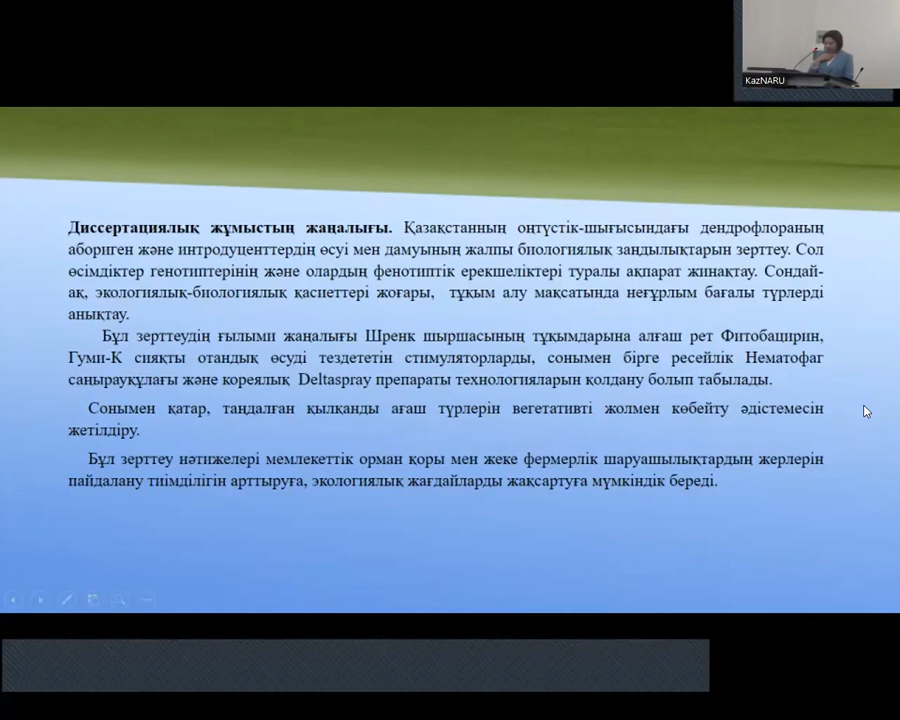 KazNARU
Диссертациялық жұмыстың жаңалығы. Қазақстанның оңтүстік-шығысындағы дендрофлораның
абориген және интродуценттердің өсуі мен дамуының жалпы биологиялық заңдылықтарын зерттеу. Сол
өсімдіктер генотиптерінің және олардың фенотиптік ерекшеліктері туралы ақпарат жинақтау. Сондай-
ақ, экологиялық-биологиялық қасиеттері жоғары, тұқым алу мақсатында неғұрлым бағалы түрлерді
анықтау.
Бұл зерттеудің ғылыми жаңалығы Шренк шыршасының тұқымдарына алғаш рет Фитобацирин,
Гуми-К сияқты отандық өсуді тездететін стимуляторларды, сонымен бірге ресейлік Нематофаг
саңырауқұлағы және кореялық Deltaspray препараты технологияларын қолдану болып табылады.
Сонымен қатар, таңдалған қылқанды ағаш түрлерін вегетативті жолмен көбейту әдістемесін
жетілдіру.
Бұл зерттеу нәтижелері мемлекеттік орман қоры мен жеке фермерлік шаруашылықтардың жерлерін
пайдалану тиімділігін арттыруға, экологиялық жағдайларды жақсартуға мүмкіндік береді.